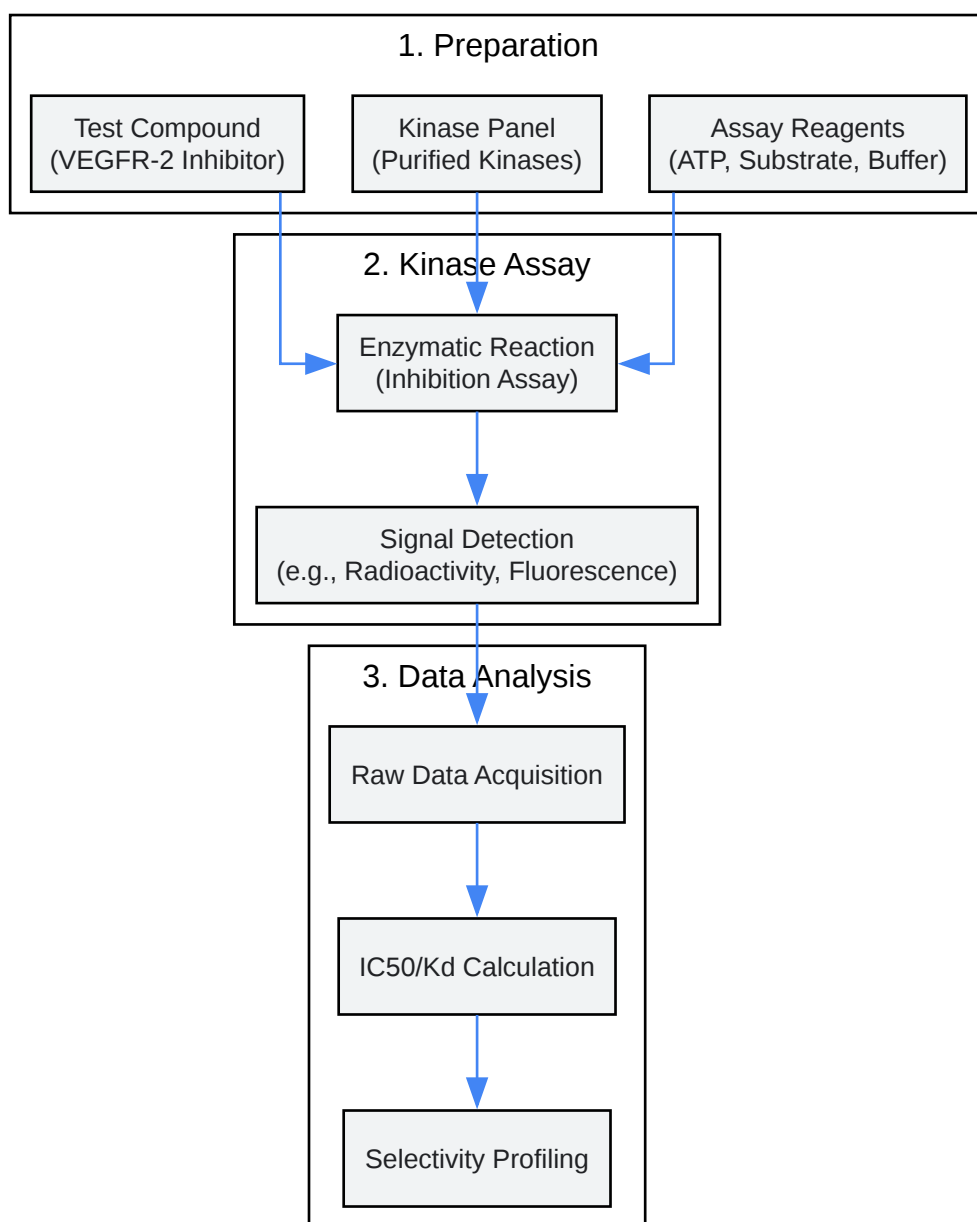 1. Preparation
Test Compound
(VEGFR-2 Inhibitor)
Kinase Panel
(Purified Kinases)
Assay Reagents
(ATP, Substrate, Buffer)
2. Kinase Assay
Enzymatic Reaction
(Inhibition Assay)
Signal Detection
(e.g., Radioactivity, Fluorescence)
3. Data Analysis
Raw Data Acquisition
IC50/Kd Calculation
Selectivity Profiling